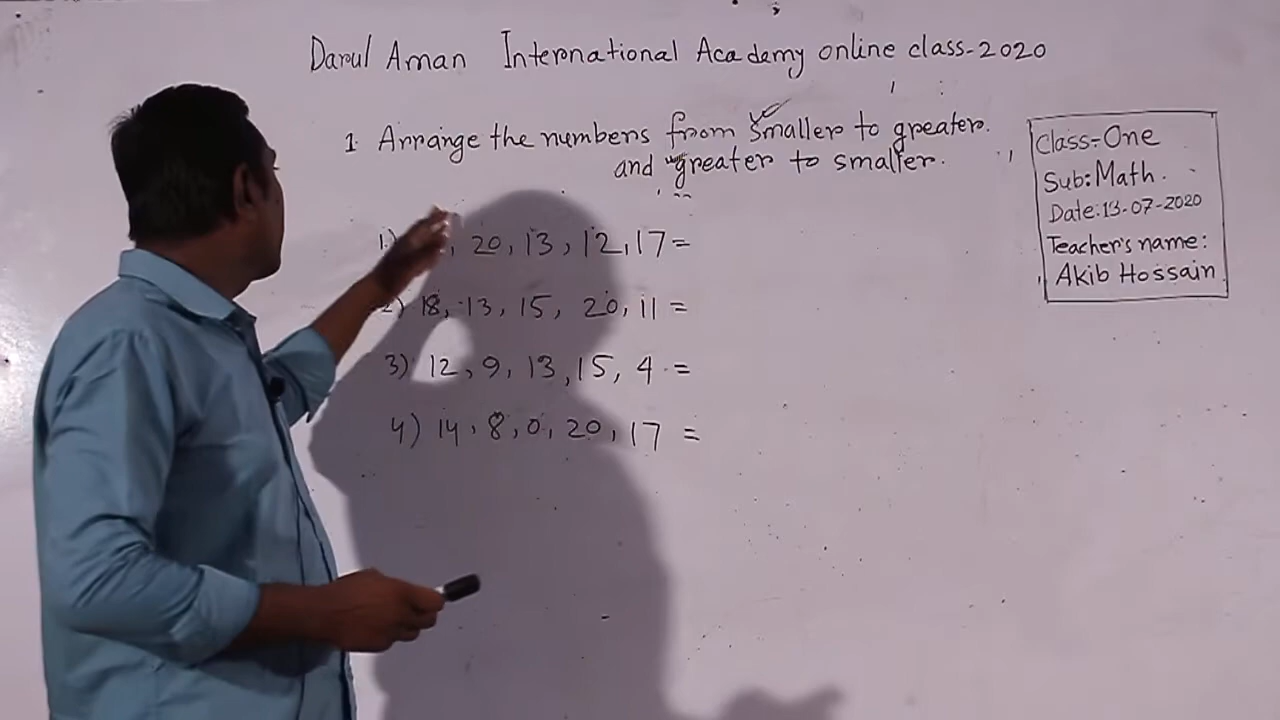 Darul Aman International Academy online class-2020
1. Arrange the numbers from smaller to greater.
and greater to smaller.
1) , 20, 13, 12, 17 =
2) 18, 13, 15, 20, 11 =
3) 12, 9, 13, 15, 4 =
4) 14, 8, 0, 20, 17 =
Class-One
Sub: Math.
Date: 13-07-2020
Teacher's name:
Akib Hossain